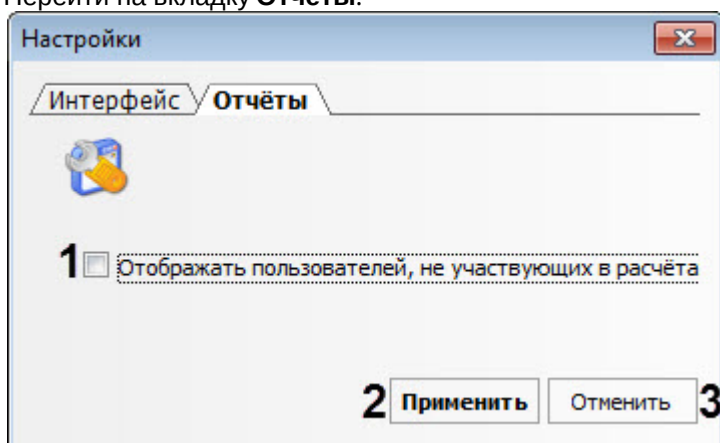 Перейти на вкладку Отчёты.
Настройки
Интерфейс Отчёты
1 Отображать пользователей, не участвующих в расчёта
2 Применить Отменить 3